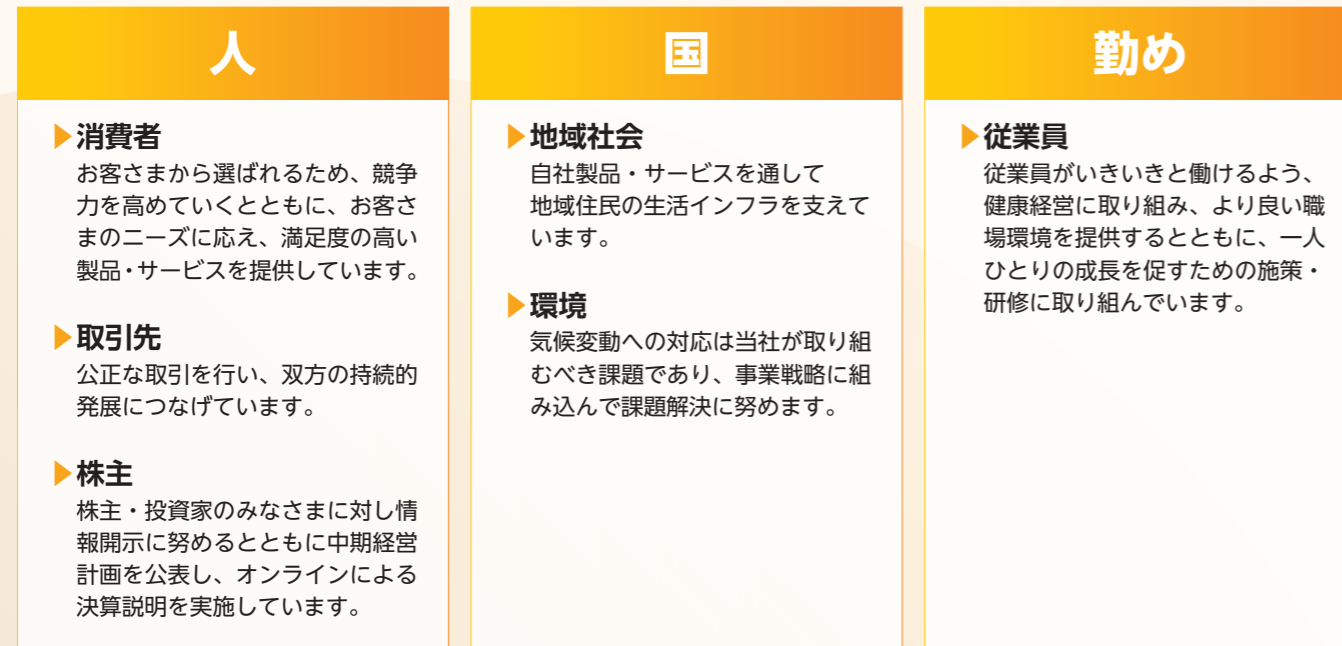 人
▶消費者
お客さまから選ばれるため、競争
力を高めていくとともに、お客さ
まのニーズに応え、満足度の高い
製品・サービスを提供しています。
▶取引先
公正な取引を行い、双方の持続的
発展につなげています。
▶株主
株主・投資家のみなさまに対し情
報開示に努めるとともに中期経営
計画を公表し、オンラインによる
決算説明を実施しています。
国
▶地域社会
自社製品・サービスを通して
地域住民の生活インフラを支えて
います。
▶環境
気候変動への対応は当社が取り組
むべき課題であり、事業戦略に組
み込んで課題解決に努めます。
勤め
▶従業員
従業員がいきいきと働けるよう、
健康経営に取り組み、より良い職
場環境を提供するとともに、一人
ひとりの成長を促すための施策・
研修に取り組んでいます。